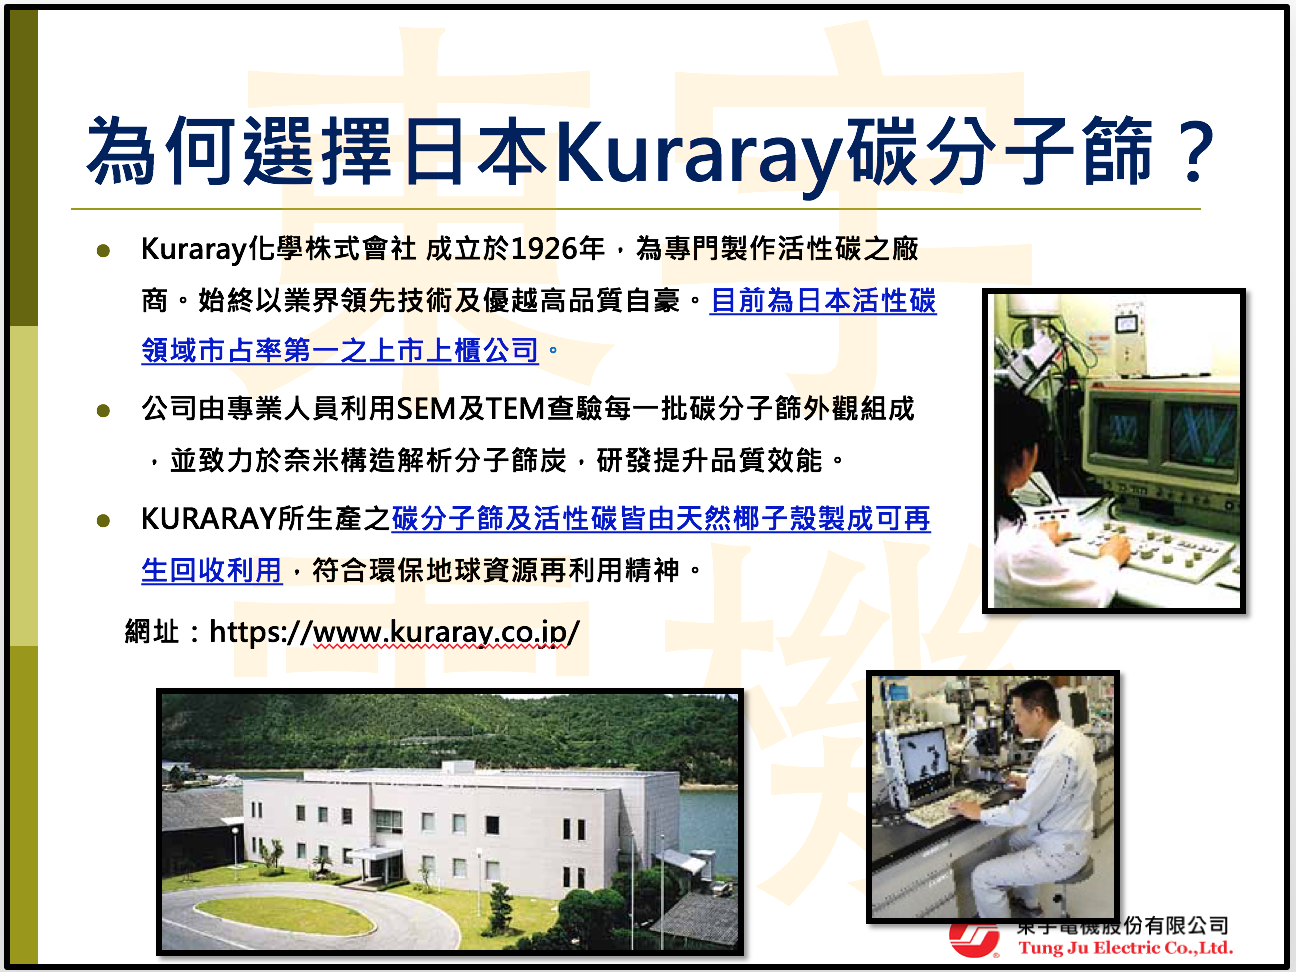 為何選擇日本Kuraray碳分子篩？
Kuraray化學株式會社 成立於1926年，為專門製作活性碳之廠
商。始終以業界領先技術及優越高品質自豪。目前為日本活性碳
領域市占率第一之上市上櫃公司。
公司由專業人員利用SEM及TEM查驗每一批碳分子篩外觀組成
，並致力於奈米構造解析分子篩炭，研發提升品質效能。
KURARAY所生產之碳分子篩及活性碳皆由天然椰子殼製成可再
生回收利用，符合環保地球資源再利用精神。
網址：https://www.kuraray.co.jp/
東宇
電機
東宇電機股份有限公司
Tung Ju Electric Co.,Ltd.